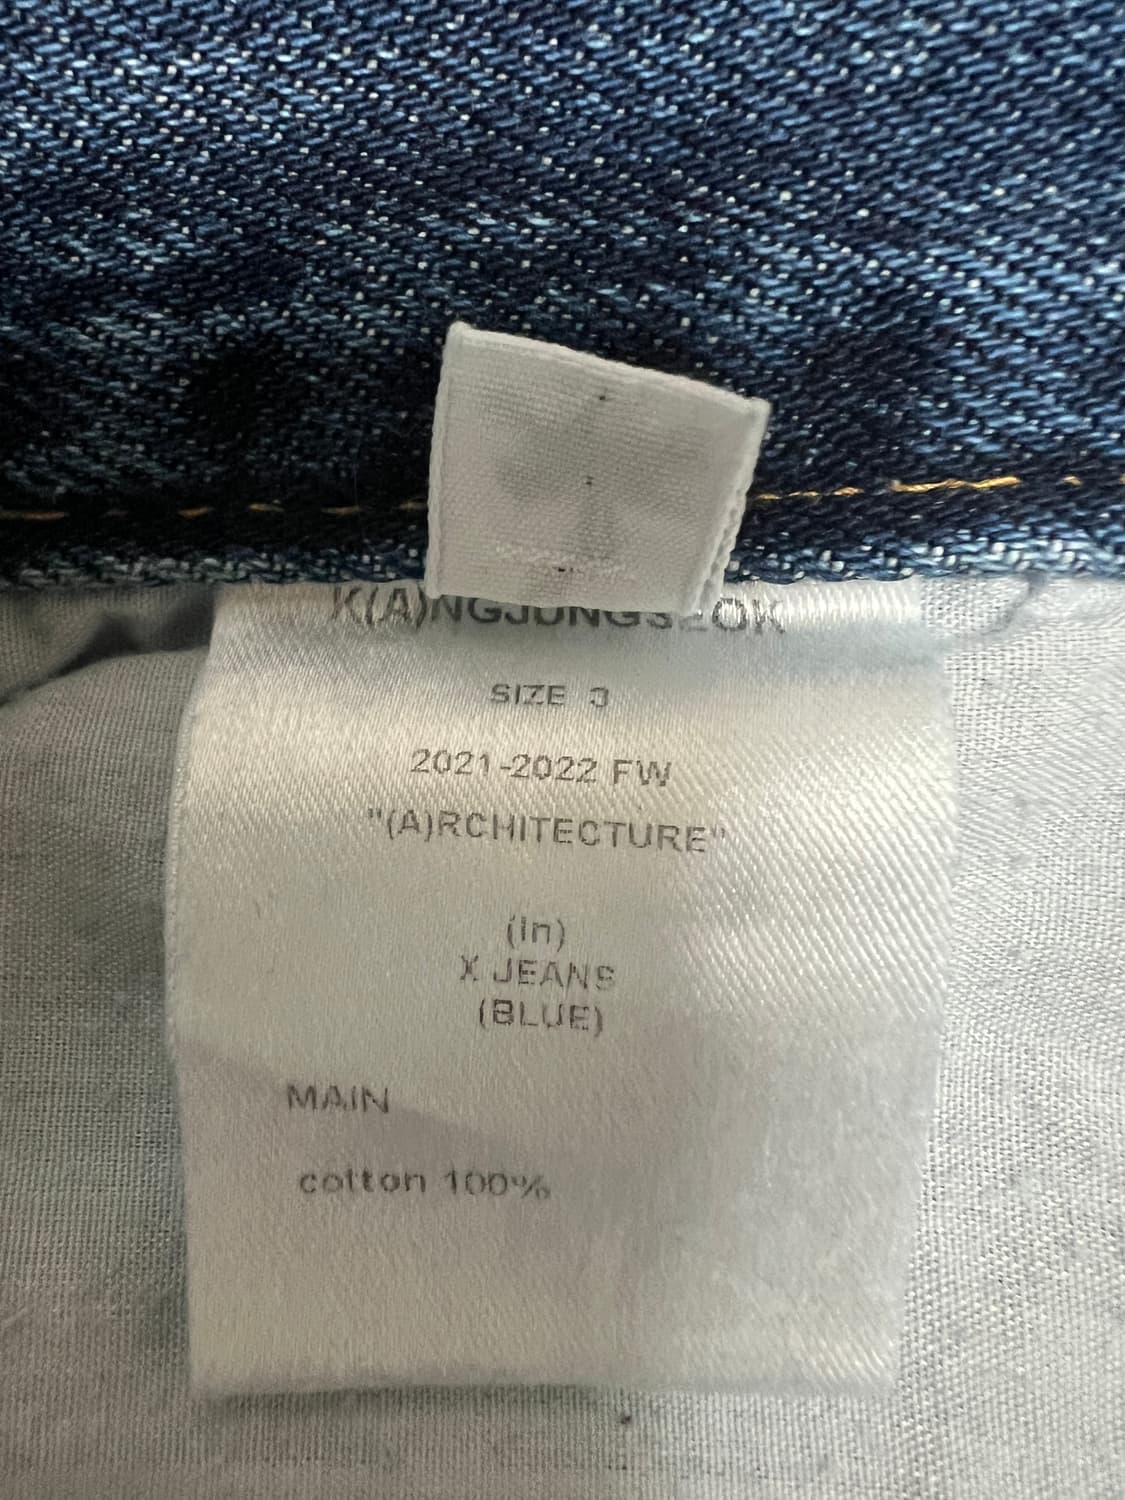 K(A)NGJUNGSEOK
SIZE 3
2021-2022 FW
"(A)RCHITECTURE"
(In)
X JEANS
(BLUE)
MAIN
cotton 100%